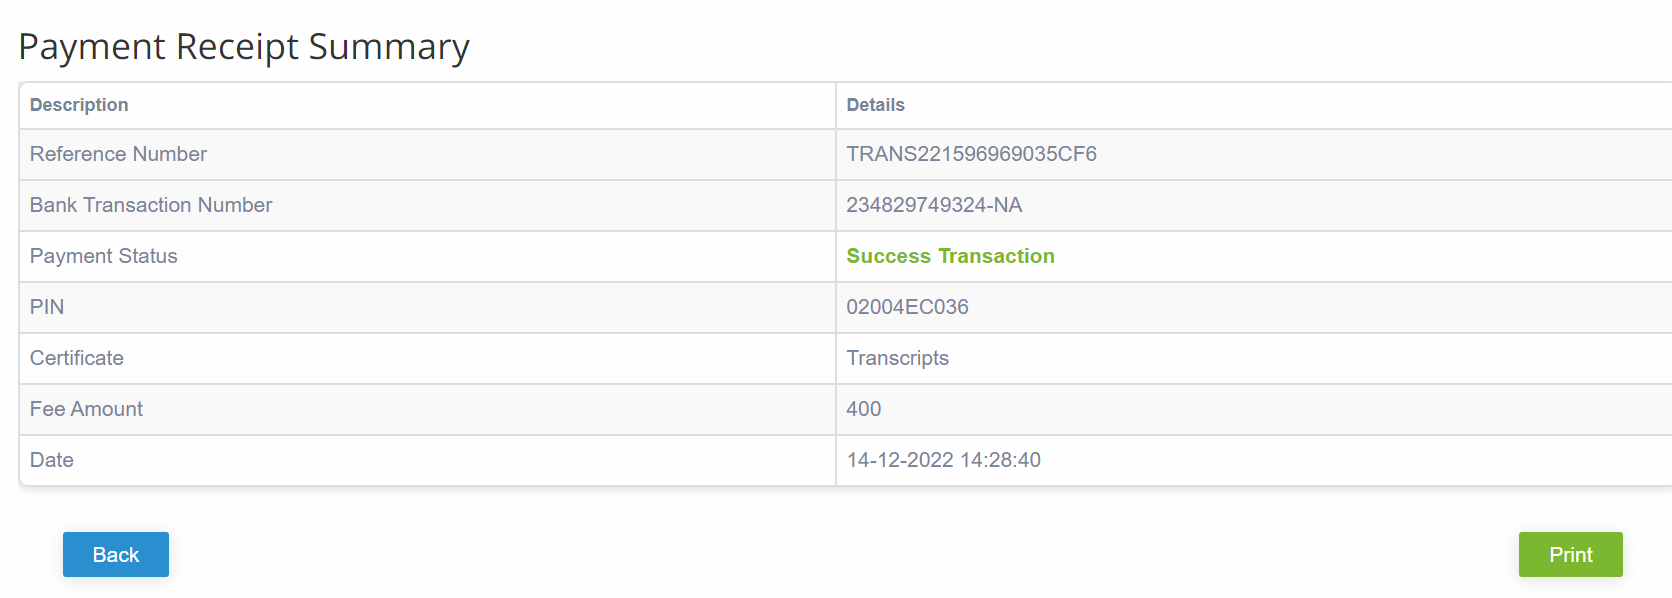 Payment Receipt Summary
Description Details
Reference Number TRANS221596969035CF6
Bank Transaction Number 234829749324-NA
Payment Status Success Transaction
PIN 02004EC036
Certificate Transcripts
Fee Amount 400
Date 14-12-2022 14:28:40
Back Print